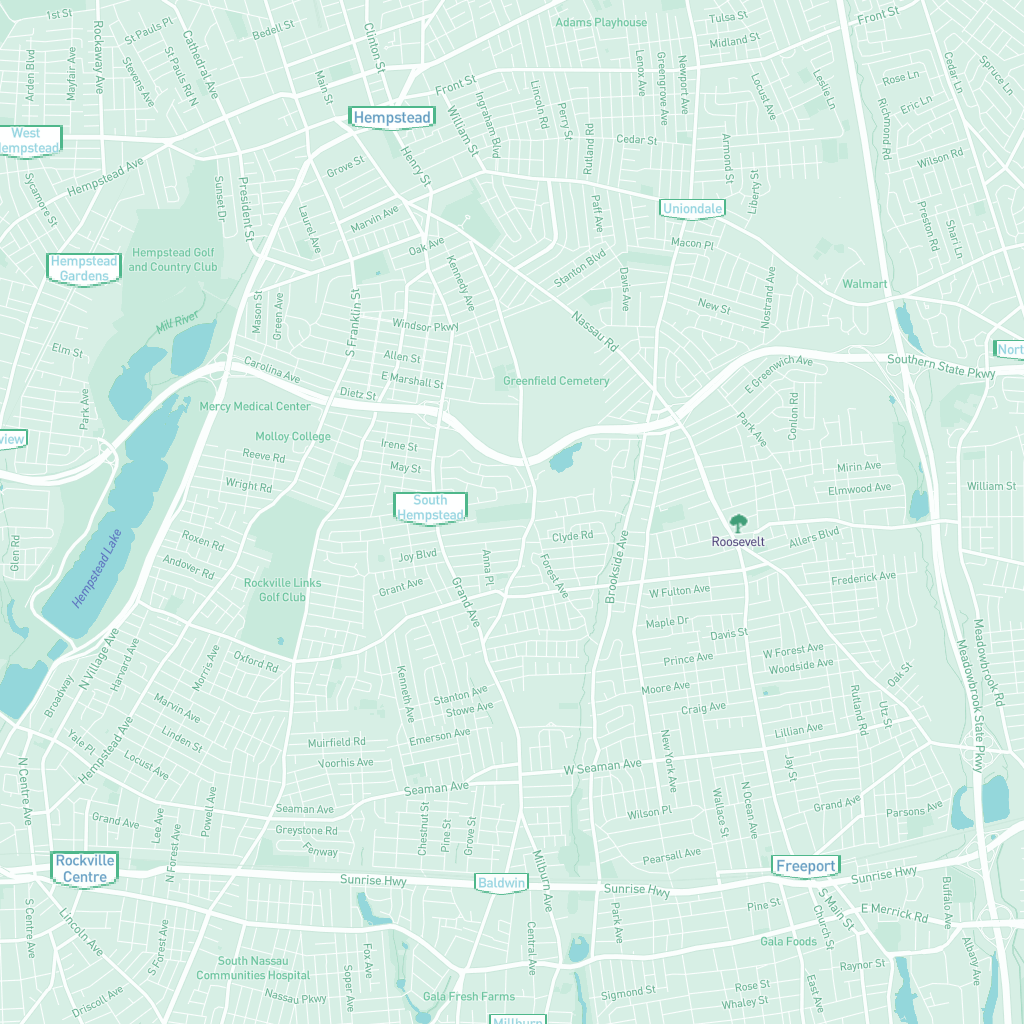 1st St
St Pauls Pl
Bedell St
Clinton St
Adams Playhouse
Tulsa St
Front St
Midland St
Arden Blvd
Mayfair Ave
Rockaway Ave
Stevens Ave
St Pauls Rd N
Cathedral Ave
Main St
Front St
Lincoln Rd
Perry St
Lenox Ave
Greengrove Ave
Newport Ave
Locust Ave
Leslie Ln
Rose Ln
Eric Ln
Cedar Ln
Spruce Ln
Hempstead
West
Hempstead
William St
Ingraham Blvd
Rutland Rd
Cedar St
Armond St
Richmond Rd
Wilson Rd
Hempstead Ave
Grove St
Henry St
Sycamore St
Sunset Dr
President St
Laurel Ave
Marvin Ave
Paff Ave
Uniondale
Liberty St
Preston Rd
Shari Ln
Hempstead Golf
and Country Club
Hempstead
Gardens
Oak Ave
Kennedy Ave
Stanton Blvd
Davis Ave
Macon Pl
Walmart
Nostrand Ave
New St
Mill River
Mason St
Green Ave
S Franklin St
Windsor Pkwy
Nassau Rd
North
Elm St
Allen St
Carolina Ave
E Marshall St
Dietz St
Greenfield Cemetery
E Greenwich Ave
Southern State Pkwy
Park Ave
Mercy Medical Center
Molloy College
Conlon Rd
Park Ave
view
Irene St
Reeve Rd
May St
Wright Rd
Mirin Ave
Elmwood Ave
William St
South
Hempstead
Roxen Rd
Clyde Rd
Roosevelt
Allers Blvd
Glen Rd
Hempstead Lake
Andover Rd
Joy Blvd
Anna Pl
Forest Ave
Brookside Ave
Rockville Links
Golf Club
Grant Ave
Grand Ave
W Fulton Ave
Frederick Ave
Maple Dr
Davis St
N Village Ave
Harvard Ave
Morris Ave
Oxford Rd
Prince Ave
W Forest Ave
Woodside Ave
Oak St
Meadowbrook Rd
Meadowbrook State Pkwy
Broadway
Marvin Ave
Kenneth Ave
Stanton Ave
Stowe Ave
Moore Ave
Craig Ave
Rutland Rd
Utz St
Yale Pl
Hempstead Ave
Linden St
Locust Ave
Muirfield Rd
Emerson Ave
Voorhis Ave
New York Ave
Lillian Ave
Jay St
N Centre Ave
W Seaman Ave
Seaman Ave
Seaman Ave
Wallace St
N Ocean Ave
Grand Ave
Parsons Ave
Grand Ave
Lee Ave
N Forest Ave
Powell Ave
Greystone Rd
Fenway
Chestnut St
Pine St
Grove St
Wilson Pl
Pearsall Ave
Rockville
Centre
Sunrise Hwy
Baldwin
Milburn Ave
Sunrise Hwy
Freeport
Sunrise Hwy
S Centre Ave
Lincoln Ave
S Forest Ave
Fox Ave
Central Ave
Park Ave
Pine St
S Main St
Church St
E Merrick Rd
Buffalo Ave
Albany Ave
Gala Foods
South Nassau
Communities Hospital
Soper Ave
Raynor St
Driscoll Ave
Nassau Pkwy
Gala Fresh Farms
Sigmond St
Rose St
Whaley St
East Ave
Millburn